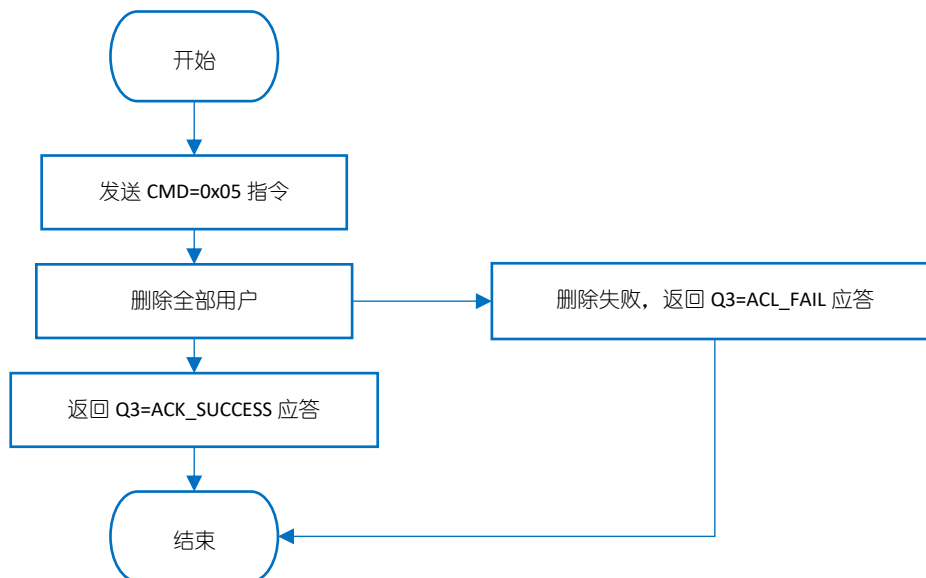 开始
发送 CMD=0x05 指令
删除全部用户
删除失败，返回 Q3=ACL_FAIL 应答
返回 Q3=ACK_SUCCESS 应答
结束